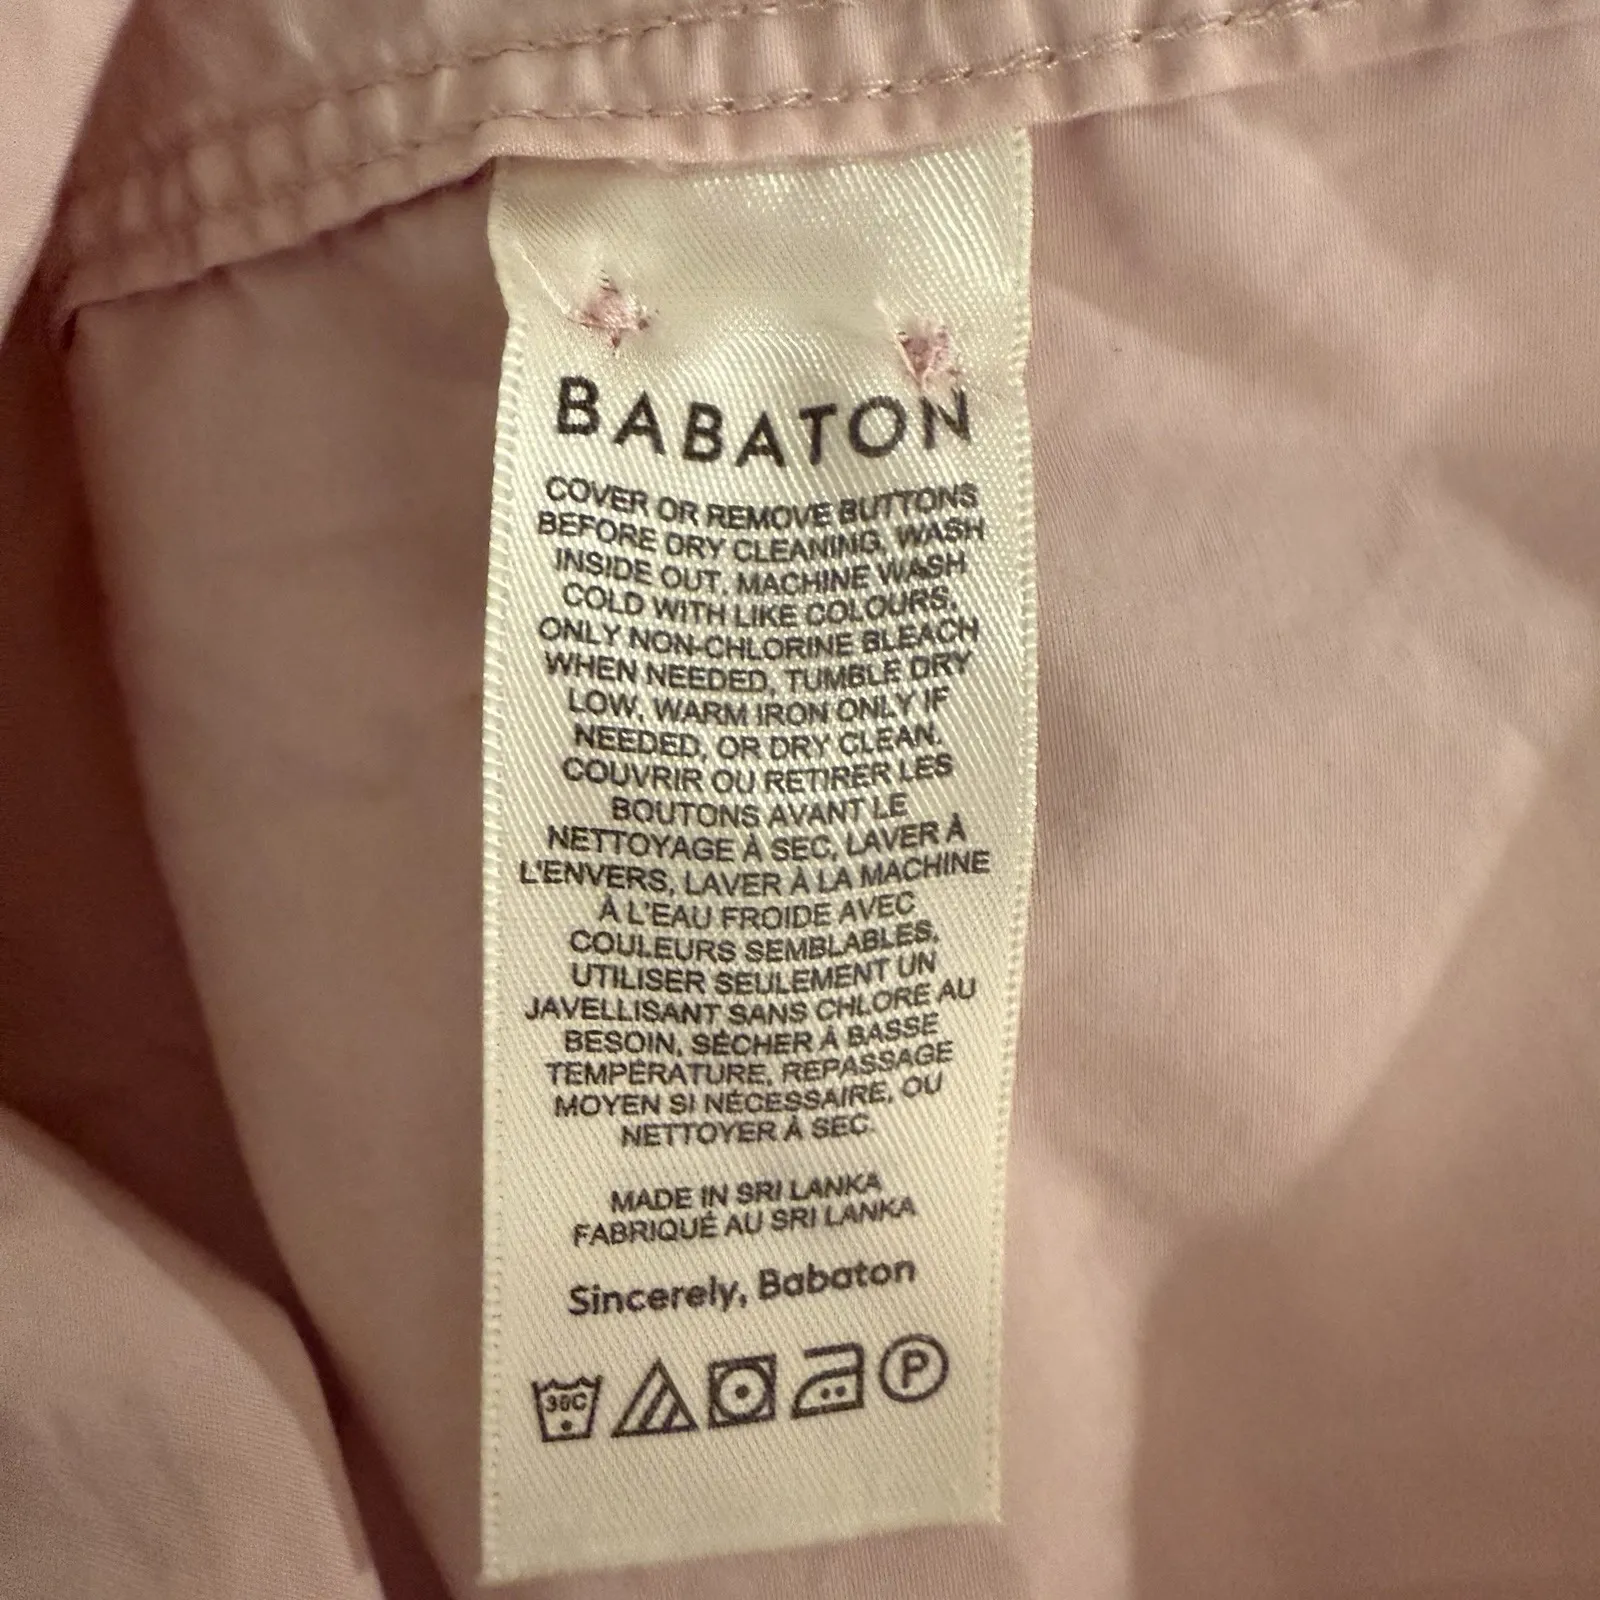 BABATON
COVER OR REMOVE BUTTONS
BEFORE DRY CLEANING, WASH
INSIDE OUT, MACHINE WASH
COLD WITH LIKE COLOURS,
ONLY NON-CHLORINE BLEACH
WHEN NEEDED, TUMBLE DRY
LOW, WARM IRON ONLY IF
NEEDED, OR DRY CLEAN.
COUVRIR OU RETIRER LES
BOUTONS AVANT LE
NETTOYAGE À SEC, LAVER À
L'ENVERS, LAVER À LA MACHINE
À L'EAU FROIDE AVEC
COULEURS SEMBLABLES,
UTILISER SEULEMENT UN
JAVELLISANT SANS CHLORE AU
BESOIN, SÉCHER À BASSE
TEMPÉRATURE, REPASSAGE
MOYEN SI NÉCESSAIRE, OU
NETTOYER À SEC.
MADE IN SRI LANKA
FABRIQUÉ AU SRI LANKA
Sincerely, Babaton
30C P